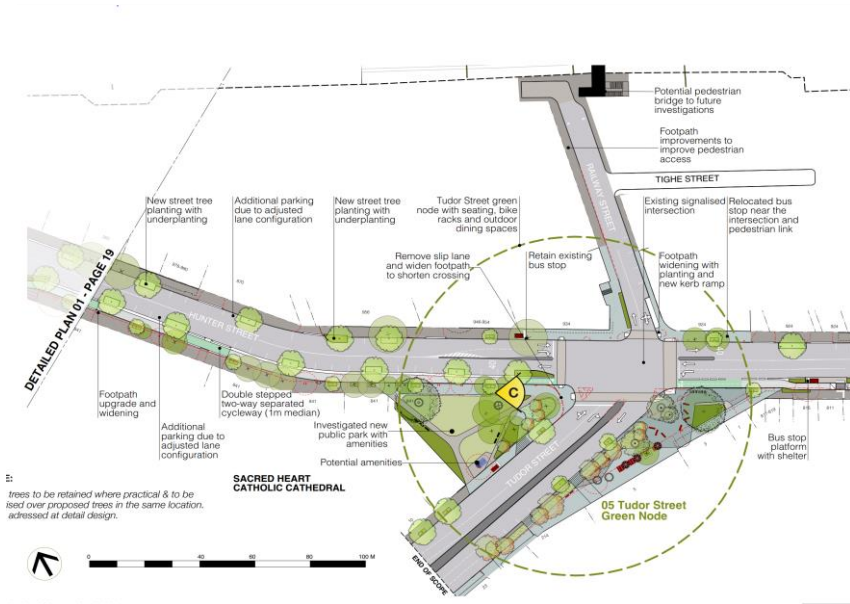 Potential pedestrian
bridge to future
investigations
Footpath
improvements to
improve pedestrian
access
RAILWAY STREET
TIGHE STREET
New street tree
planting with
underplanting
Additional parking
due to adjusted
lane configuration
New street tree
planting with
underplanting
Tudor Street green
node with seating, bike
racks and outdoor
dining spaces
Existing signalised
intersection
Relocated bus
stop near the
intersection and
pedestrian link
Remove slip lane
and widen footpath
to shorten crossing
Retain existing
bus stop
Footpath
widening with
planting and
new kerb ramp
DETAILED PLAN 01 - PAGE 19
HUNTER STREET
C
Footpath
upgrade and
widening
Additional
parking due to
adjusted lane
configuration
Double stepped
two-way separated
cycleway (1m median)
Investigated new
public park with
amenities
Potential amenities
TUDOR STREET
Bus stop
platform
with shelter
SACRED HEART
CATHOLIC CATHEDRAL
05 Tudor Street
Green Node
trees to be retained where practical & to be
ised over proposed trees in the same location.
adressed at detail design.
END OF SCOPE
0 20 40 60 80 100 M